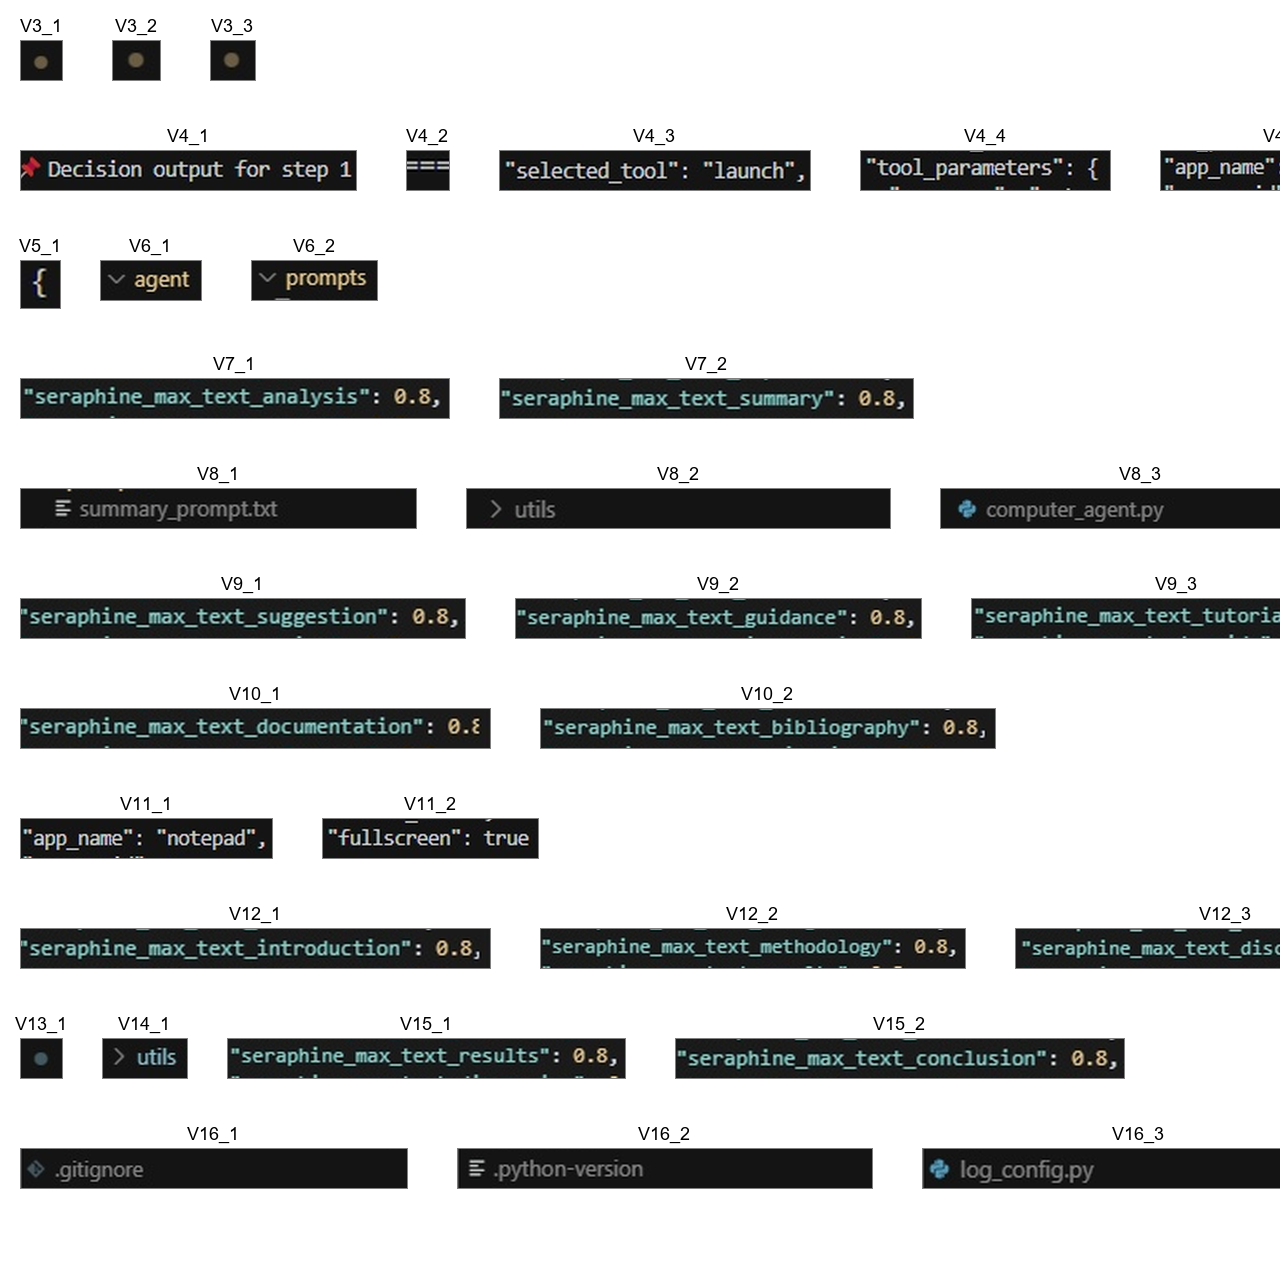 V3_1 V3_2 V3_3
V4_1 V4_2 V4_3 V4_4
Decision output for step 1 === "selected_tool": "launch", "tool_parameters": { "app_name":
V5_1 V6_1 V6_2
{ agent prompts
V7_1 V7_2
"seraphine_max_text_analysis": 0.8, "seraphine_max_text_summary": 0.8,
V8_1 V8_2 V8_3
summary_prompt.txt utils computer_agent.py
V9_1 V9_2 V9_3
"seraphine_max_text_suggestion": 0.8, "seraphine_max_text_guidance": 0.8, "seraphine_max_text_tutoria
V10_1 V10_2
"seraphine_max_text_documentation": 0.8 "seraphine_max_text_bibliography": 0.8,
V11_1 V11_2
"app_name": "notepad", "fullscreen": true
V12_1 V12_2 V12_3
"seraphine_max_text_introduction": 0.8, "seraphine_max_text_methodology": 0.8, "seraphine_max_text_disc
V13_1 V14_1 V15_1 V15_2
utils "seraphine_max_text_results": 0.8, "seraphine_max_text_conclusion": 0.8,
V16_1 V16_2 V16_3
.gitignore .python-version log_config.py